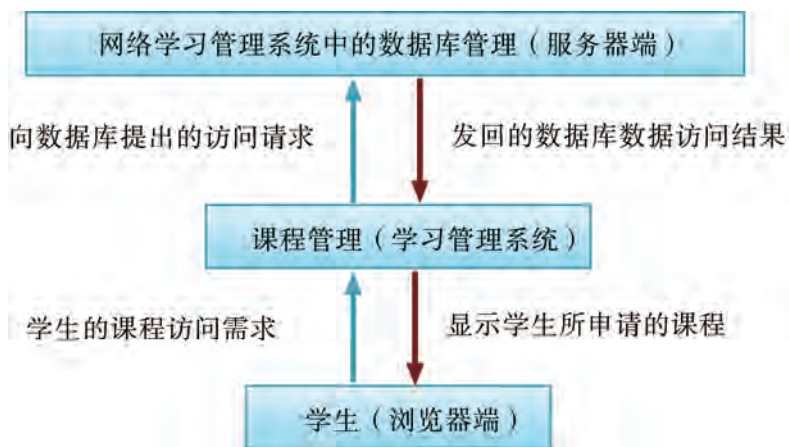 网络学习管理系统中的数据库管理（服务器端）
向数据库提出的访问请求
发回的数据库数据访问结果
课程管理（学习管理系统）
学生的课程访问需求
显示学生所申请的课程
学生（浏览器端）